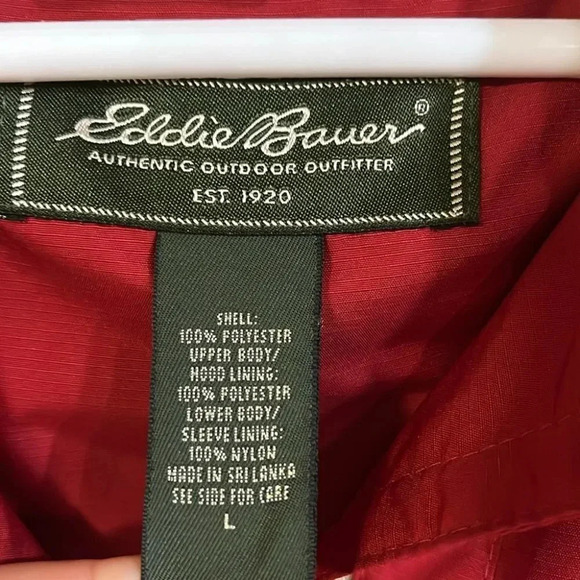 Eddie Bauer®
AUTHENTIC OUTDOOR OUTFITTER
EST. 1920
SHELL:
100% POLYESTER
UPPER BODY/
HOOD LINING:
100% POLYESTER
LOWER BODY/
SLEEVE LINING:
100% NYLON
MADE IN SRI LANKA
SEE SIDE FOR CARE
L